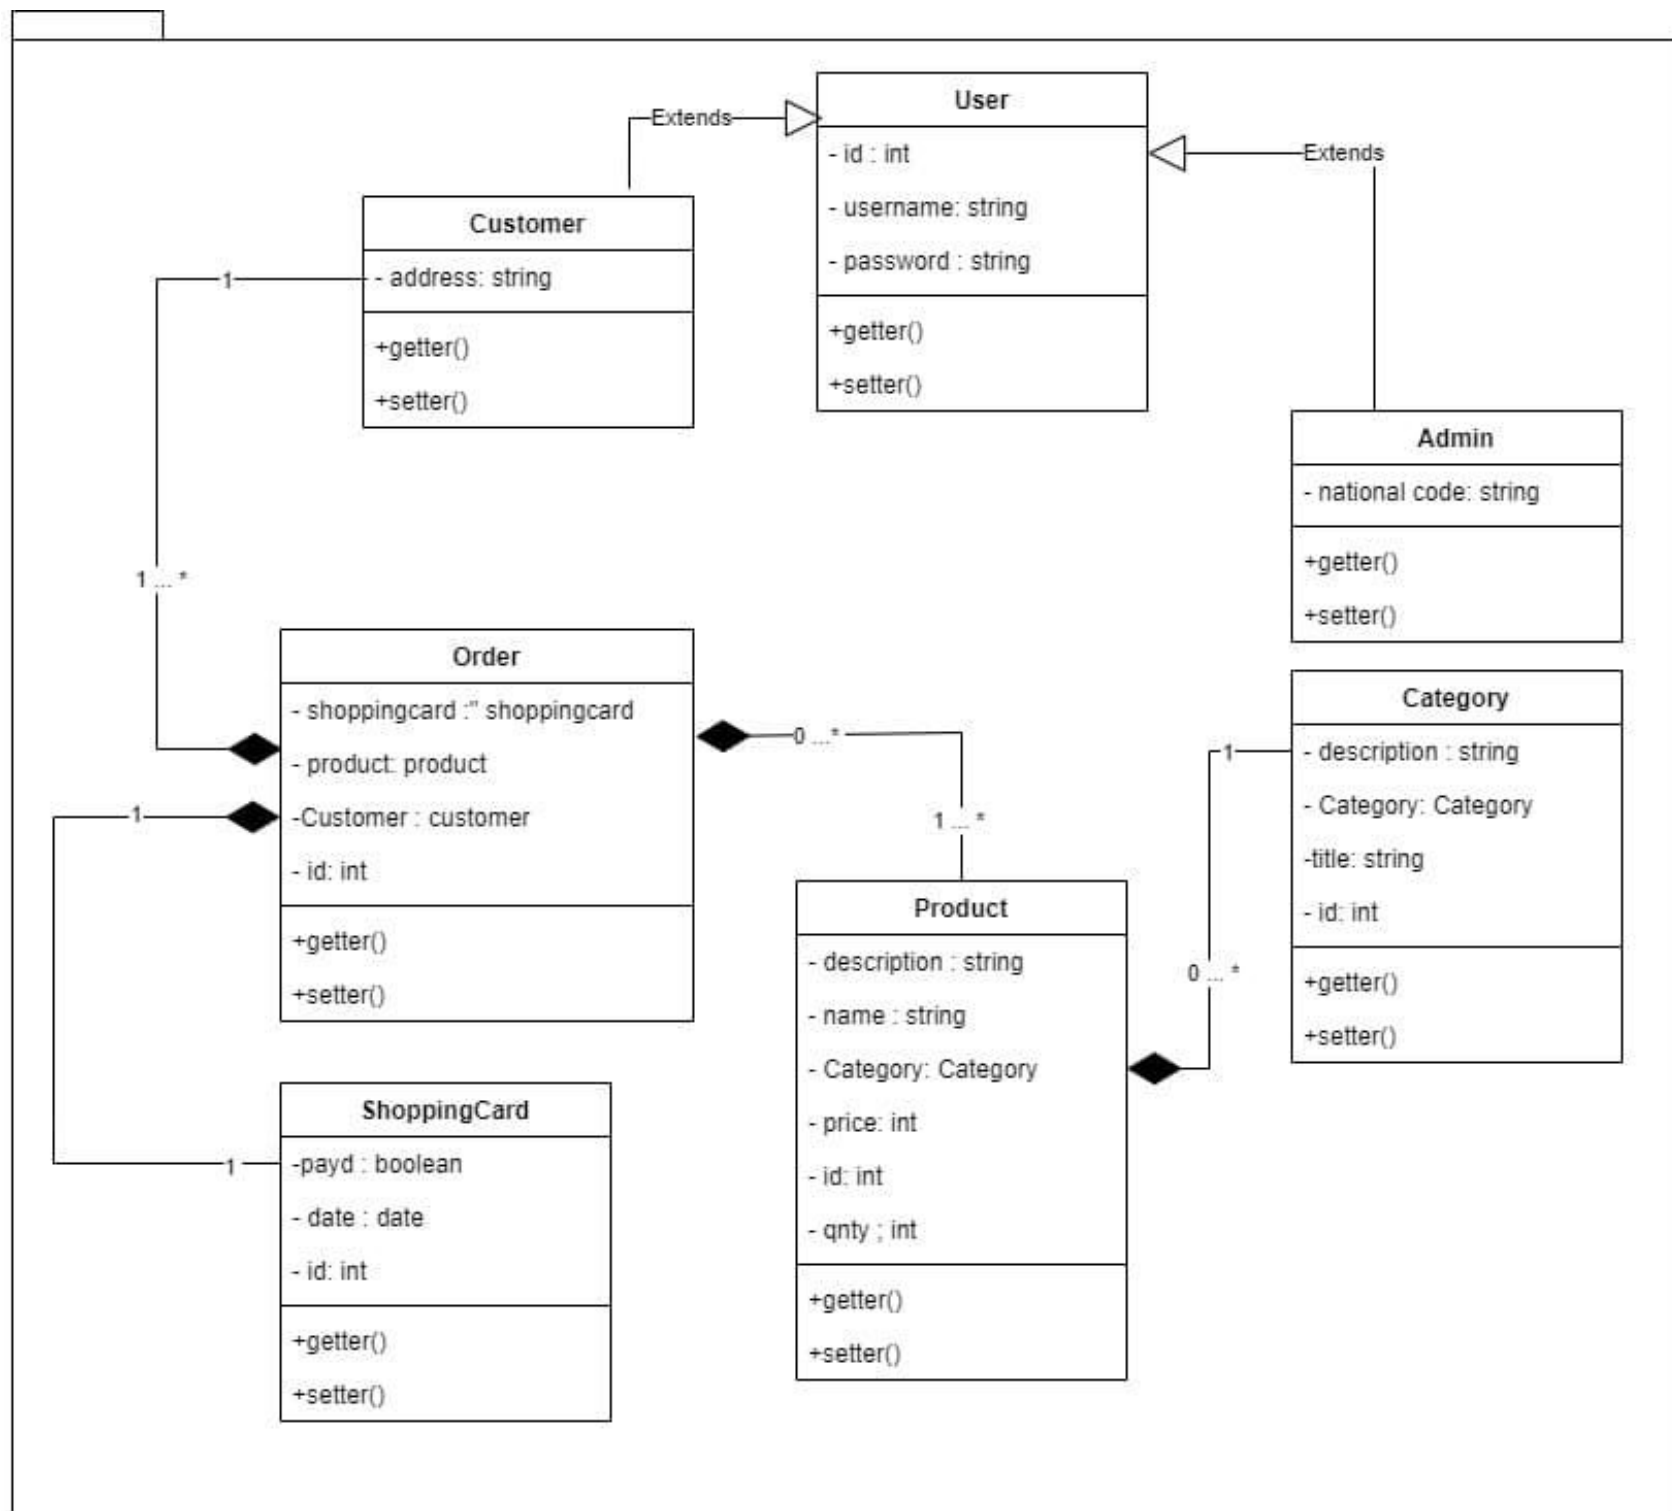 User
- id : int
- username: string
- password : string
+getter()
+setter()
Extends
Extends
Customer
- address: string
+getter()
+setter()
1
1 ... *
Admin
- national code: string
+getter()
+setter()
Order
- shoppingcard :" shoppingcard
- product: product
-Customer : customer
- id: int
+getter()
+setter()
0 ...*
1 ... *
1
1
Category
- description : string
- Category: Category
-title: string
- id: int
+getter()
+setter()
1
0 ... *
Product
- description : string
- name : string
- Category: Category
- price: int
- id: int
- qnty ; int
+getter()
+setter()
ShoppingCard
-payd : boolean
- date : date
- id: int
+getter()
+setter()